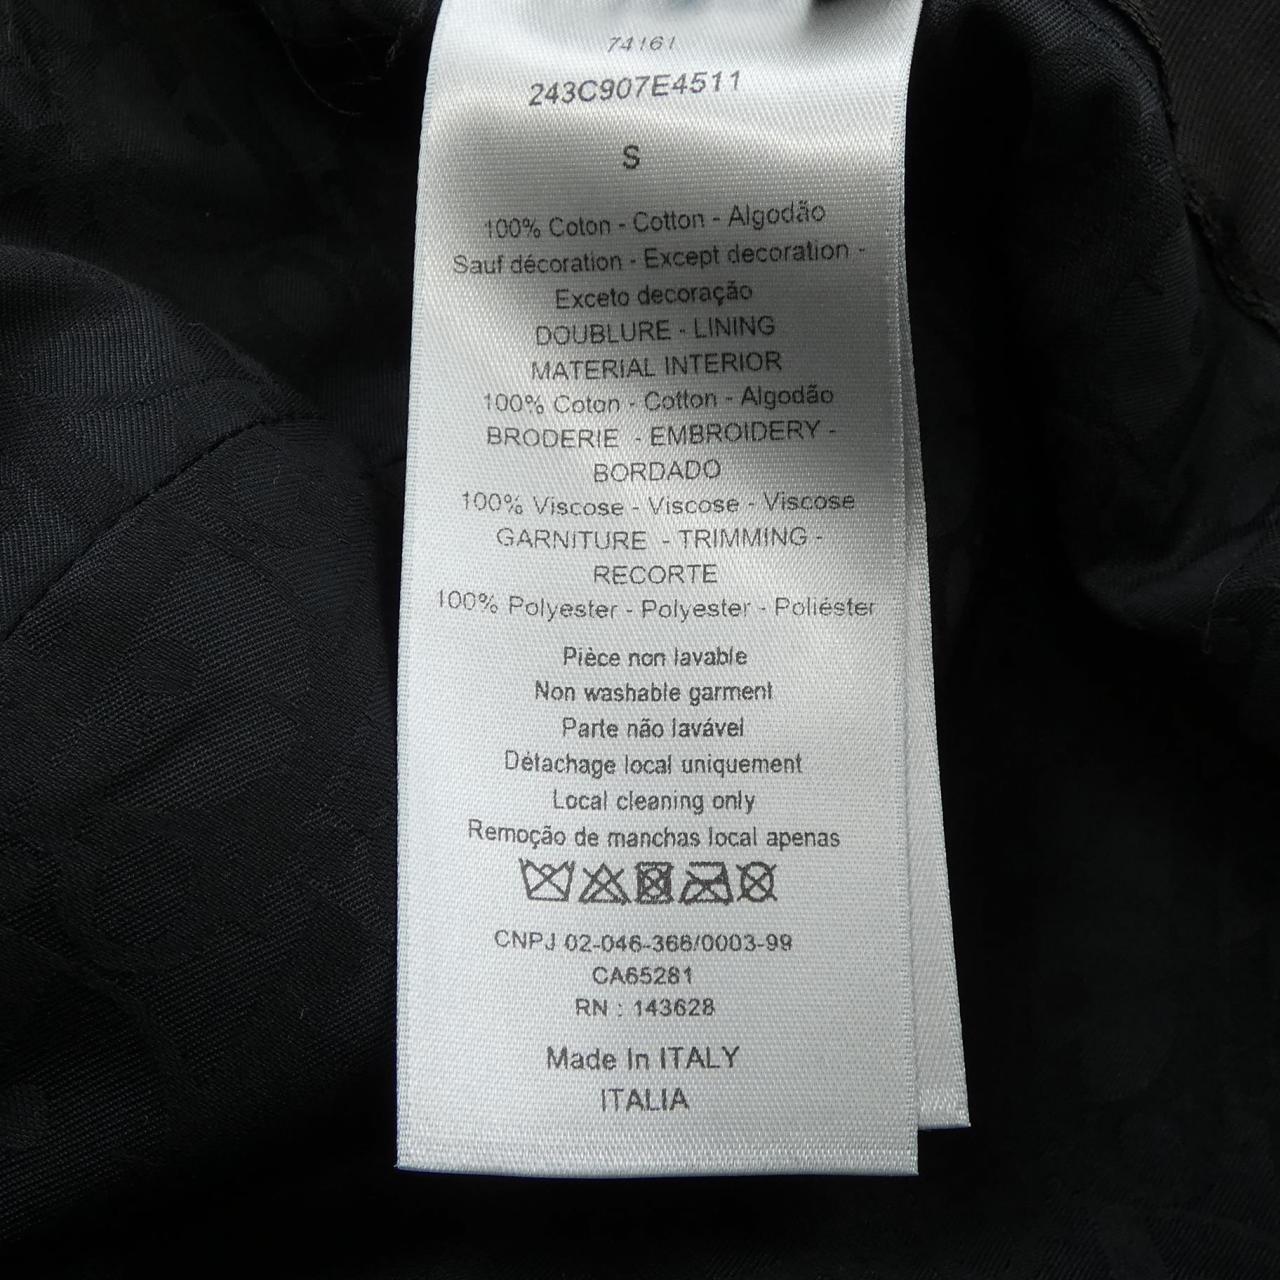 74161
243C907E4511
S
100% Coton - Cotton - Algodão
Sauf décoration - Except decoration -
Exceto decoração
DOUBLURE - LINING
MATERIAL INTERIOR
100% Coton - Cotton - Algodão
BRODERIE - EMBROIDERY -
BORDADO
100% Viscose - Viscose - Viscose
GARNITURE - TRIMMING -
RECORTE
100% Polyester - Polyester - Poliéster
Pièce non lavable
Non washable garment
Parte não lavável
Détachage local uniquement
Local cleaning only
Remoção de manchas local apenas
CNPJ 02-046-366/0003-99
CA65281
RN : 143628
Made In ITALY
ITALIA